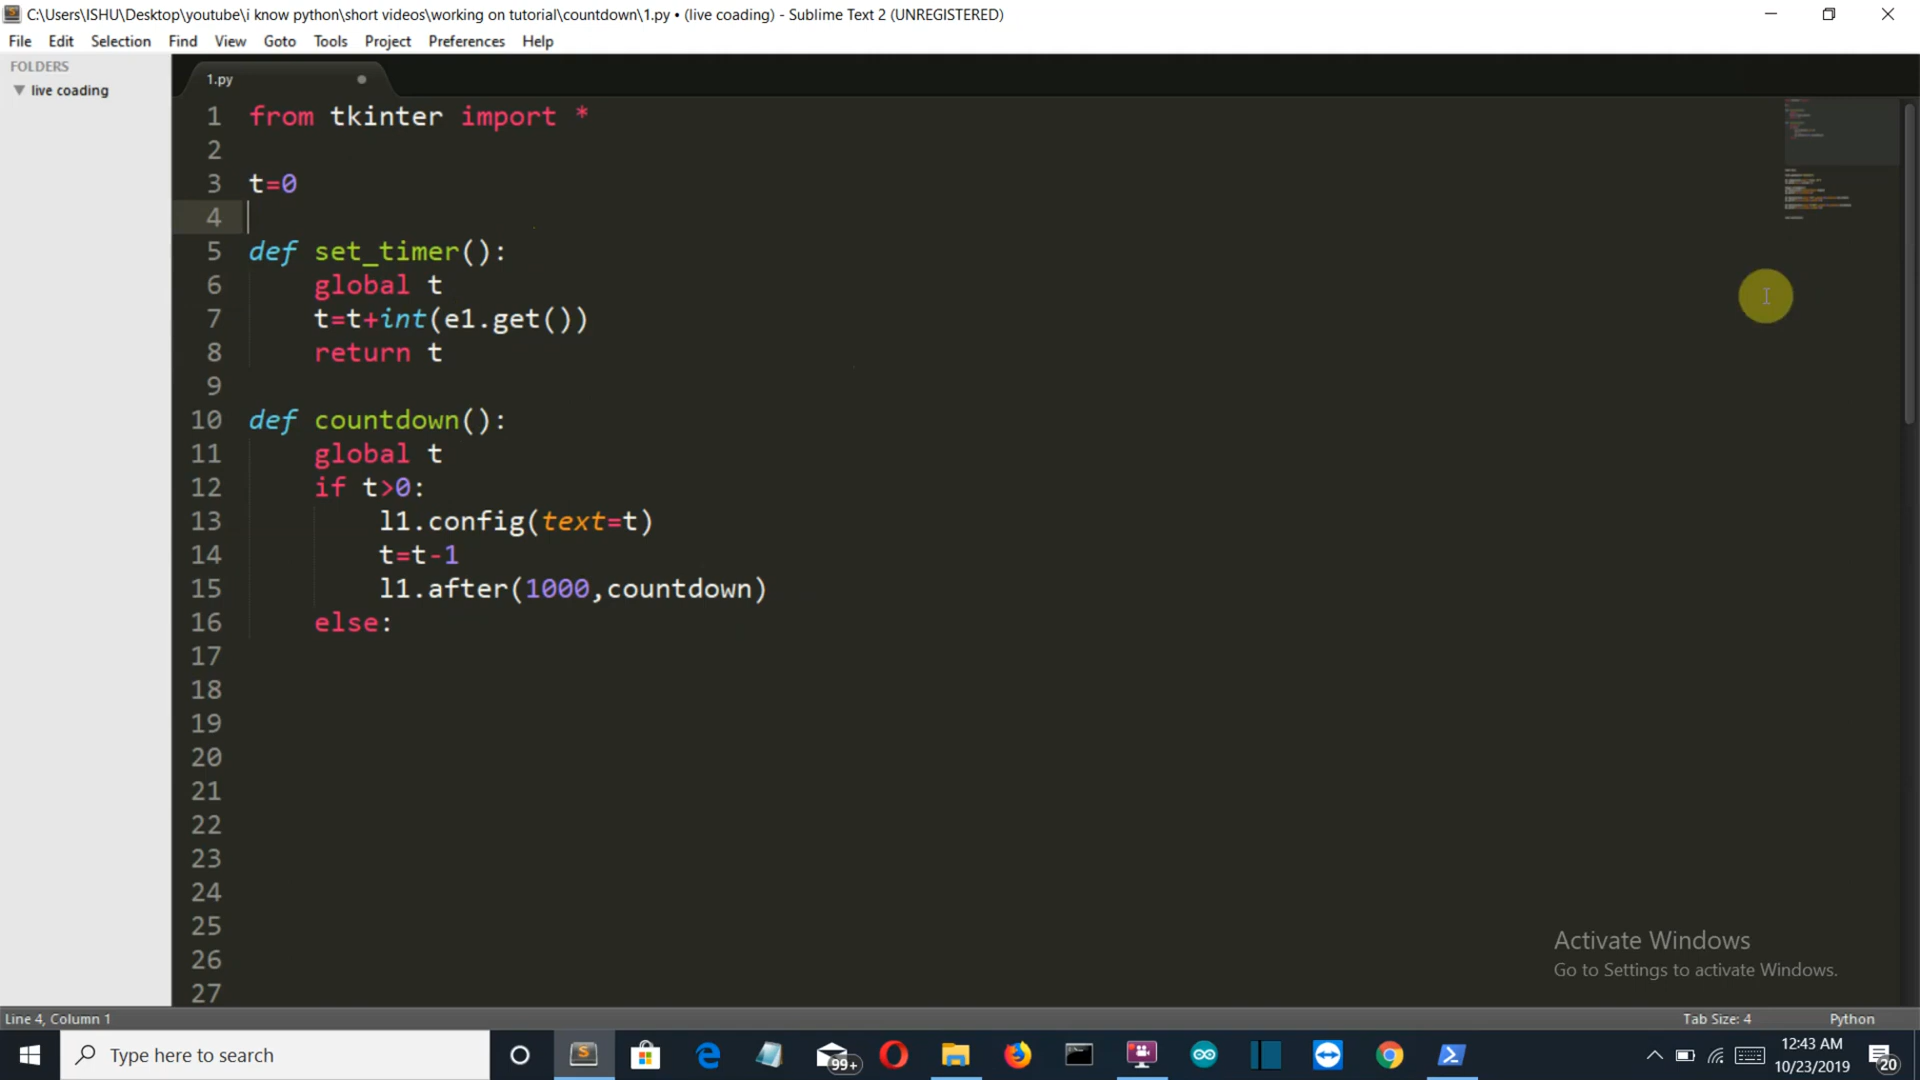 C:\Users\ISHU\Desktop\youtube\i know python\short videos\working on tutorial\countdown\1.py • (live coading) - Sublime Text 2 (UNREGISTERED)
File Edit Selection Find View Goto Tools Project Preferences Help
FOLDERS
live coading
1.py
1 from tkinter import *
2
3 t=0
4
5 def set_timer():
6 global t
7 t=t+int(e1.get())
8 return t
9
10 def countdown():
11 global t
12 if t>0:
13 l1.config(text=t)
14 t=t-1
15 l1.after(1000,countdown)
16 else:
17
18
19
20
21
22
23
24
25
26
27
Activate Windows
Go to Settings to activate Windows.
Line 4, Column 1 Tab Size: 4 Python
Type here to search
99+
12:43 AM
10/23/2019
20